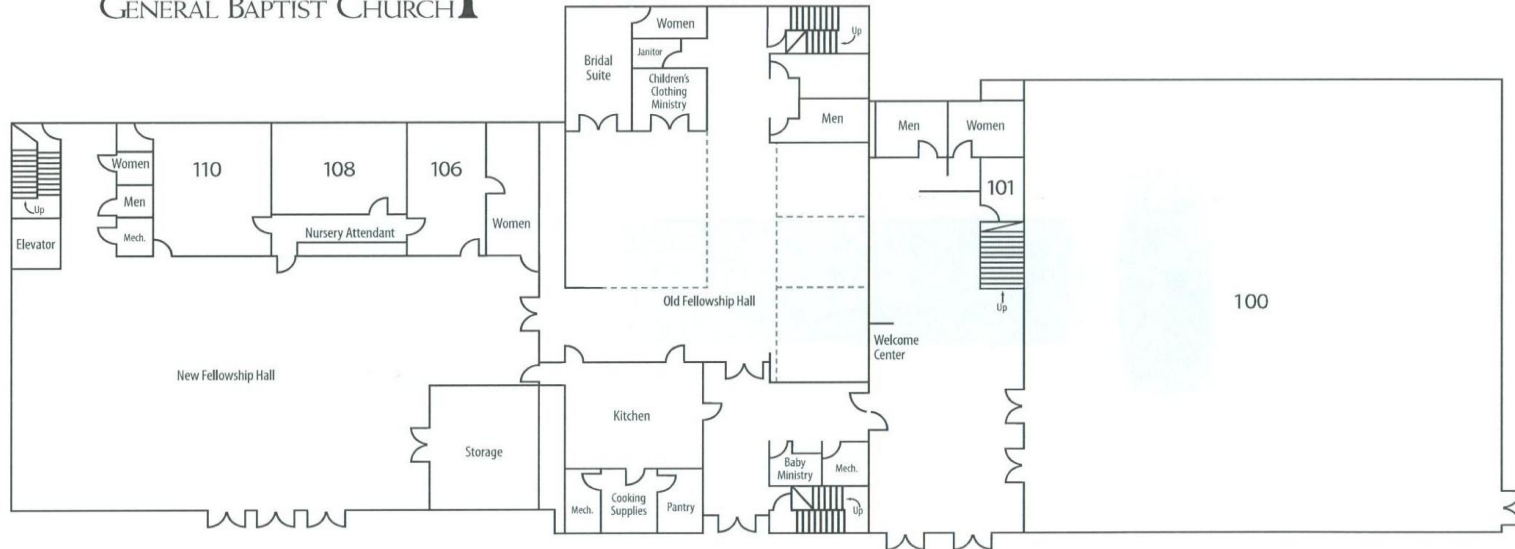 GENERAL BAPTIST CHURCH
Women
Up
Janitor
Bridal
Suite
Children's
Clothing
Ministry
Men
Men
Women
Women
110
108
106
101
Men
Up
Nursery Attendant
Women
Mech.
Elevator
100
Old Fellowship Hall
Up
Welcome
Center
New Fellowship Hall
Kitchen
Storage
Baby
Ministry
Mech.
Mech.
Cooking
Supplies
Pantry
Up